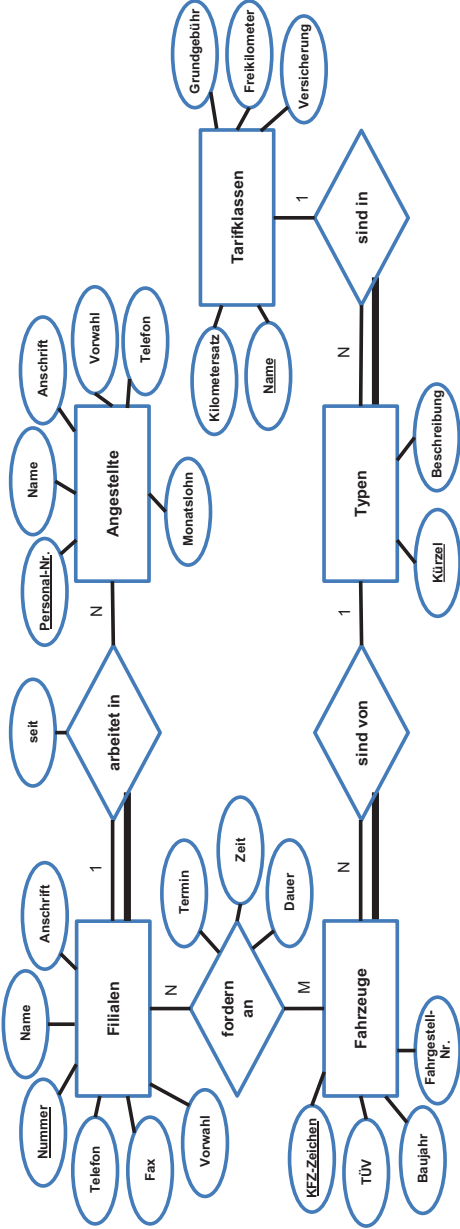 Nummer
Name
Anschrift
Telefon
Fax
Vorwahl
Filialen
1
arbeitet in
seit
N
Angestellte
Personal-Nr.
Name
Anschrift
Vorwahl
Telefon
Monatslohn
N
fordern
an
Termin
Zeit
Dauer
M
Fahrzeuge
KFZ-Zeichen
TÜV
Baujahr
Fahrgestell-
Nr.
N
sind von
1
Typen
Kürzel
Beschreibung
N
sind in
1
Tarifklassen
Kilometersatz
Name
Grundgebühr
Freikilometer
Versicherung